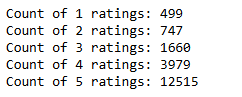 Count of 1 ratings: 499
Count of 2 ratings: 747
Count of 3 ratings: 1660
Count of 4 ratings: 3979
Count of 5 ratings: 12515